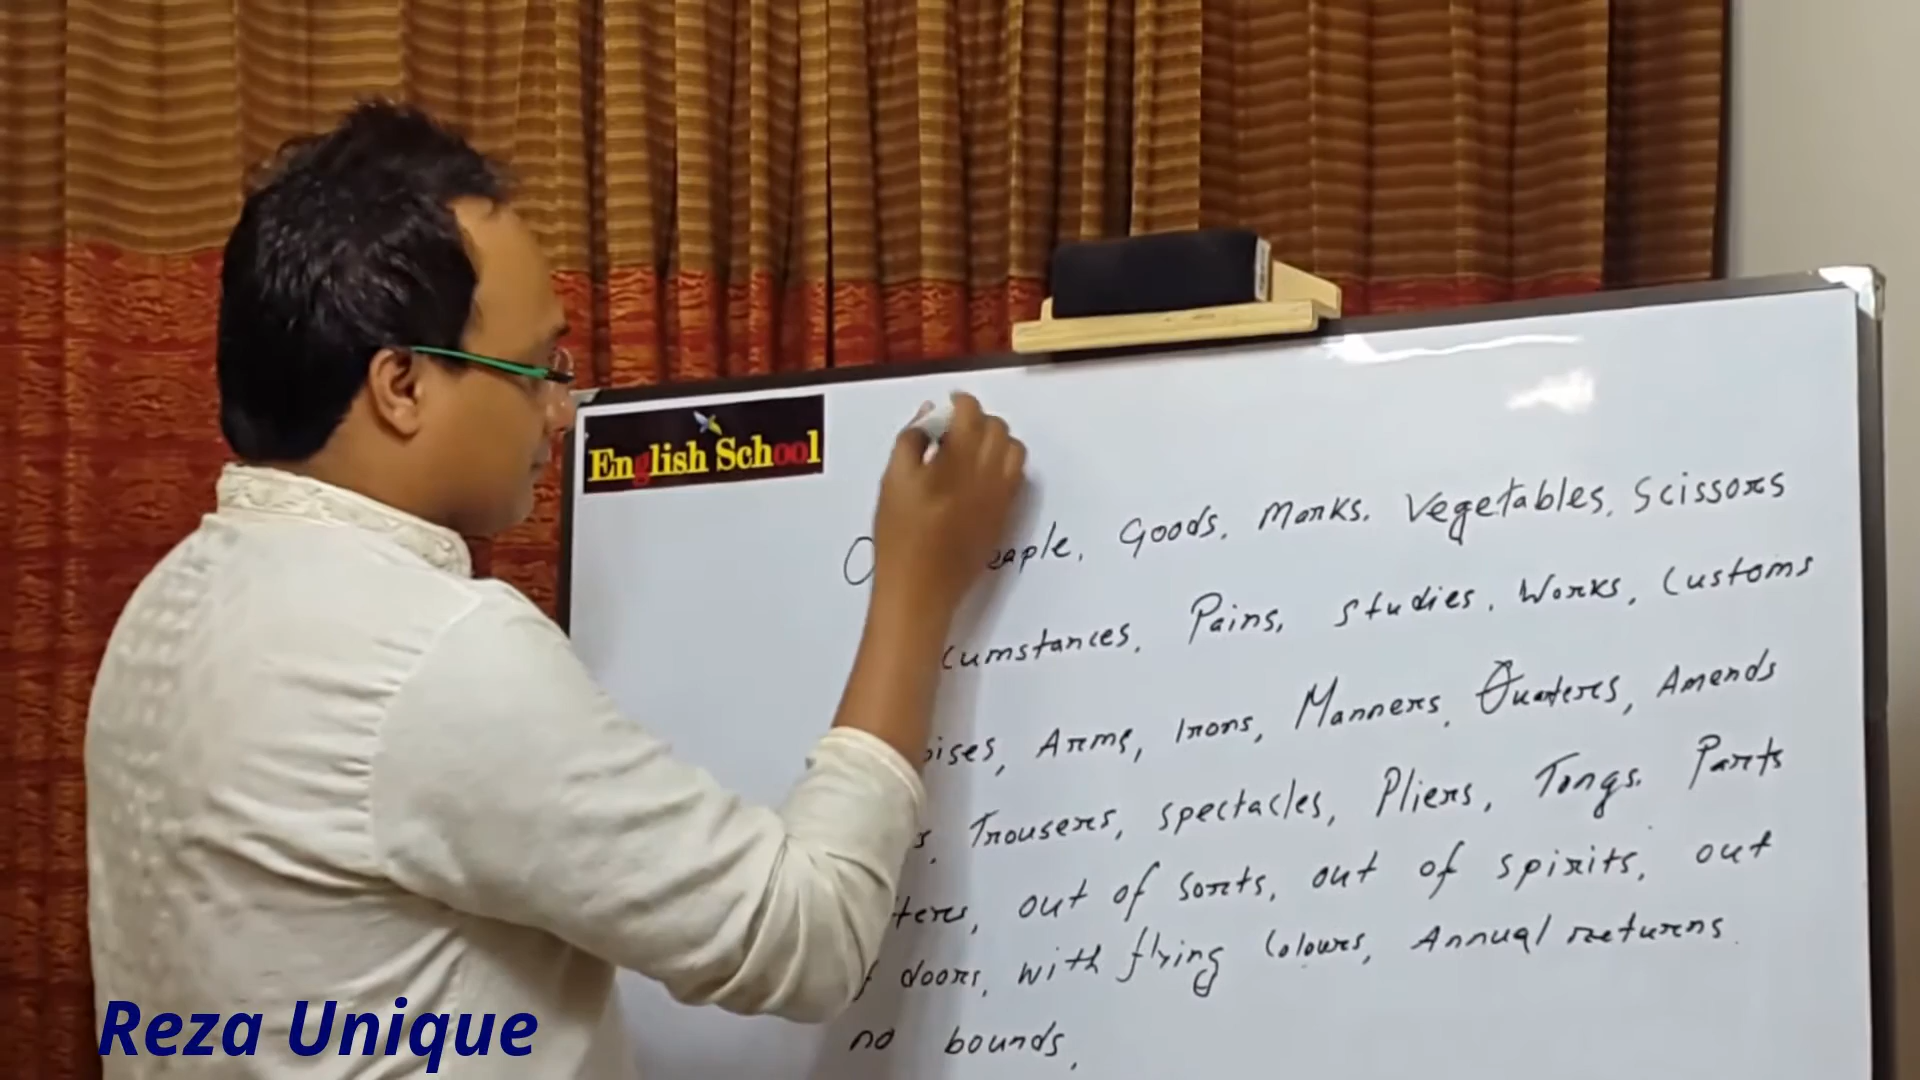 English School
Goods, Marks, Vegetables, Scissors
cumstances, Pains, Studies, Works, Customs
oises, Arms, Irons, Manners, Quarters, Amends
Trousers, spectacles, Pliers, Tongs, Parts
out of sorts, out of spirits, out
doors, with flying Colours, Annual returns
no bounds,
Reza Unique